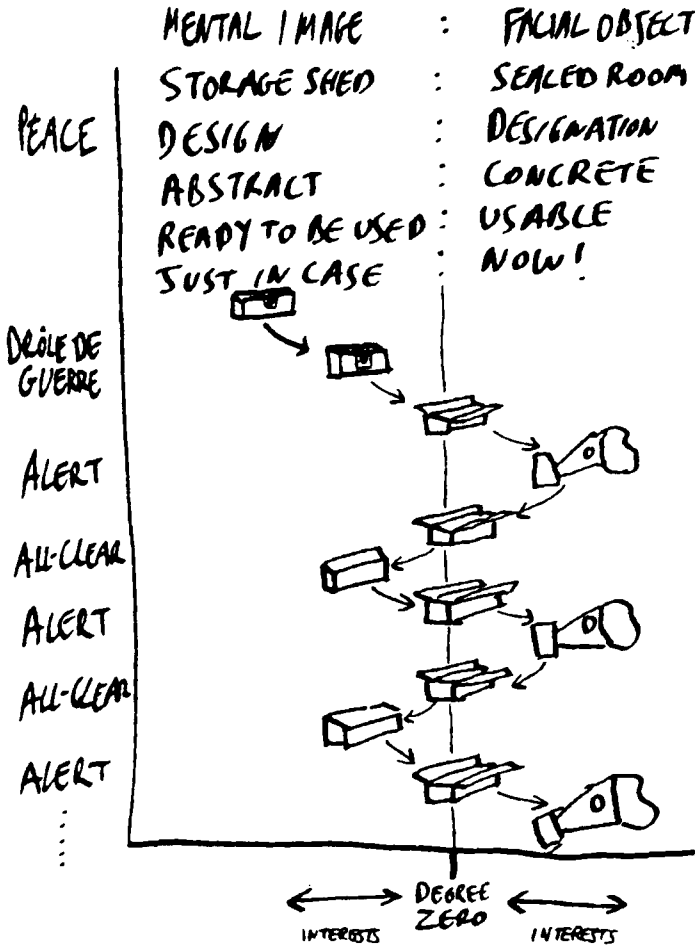 MENTAL IMAGE : FACIAL OBJECT
STORAGE SHED : SEALED ROOM
PEACE DESIGN : DESIGNATION
ABSTRACT : CONCRETE
READY TO BE USED : USABLE
JUST IN CASE : NOW!
DRÔLE DE
GUERRE
ALERT
ALL-CLEAR
ALERT
ALL-CLEAR
ALERT
DEGREE
ZERO
INTERESTS INTERESTS